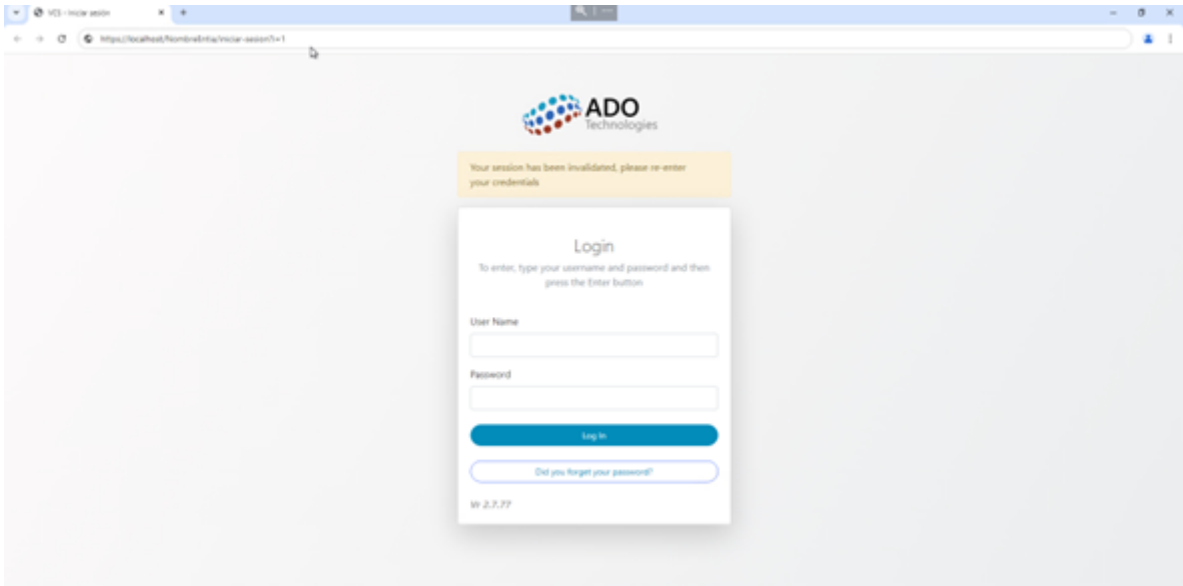 VCS - Iniciar sesión
https://localhost/NombreEntia/iniciar-sesion?i=1
ADO
Technologies
Your session has been invalidated, please re-enter
your credentials
Login
To enter, type your username and password and then
press the Enter button
User Name
Password
Log In
Did you forget your password?
Vr 2.7.77